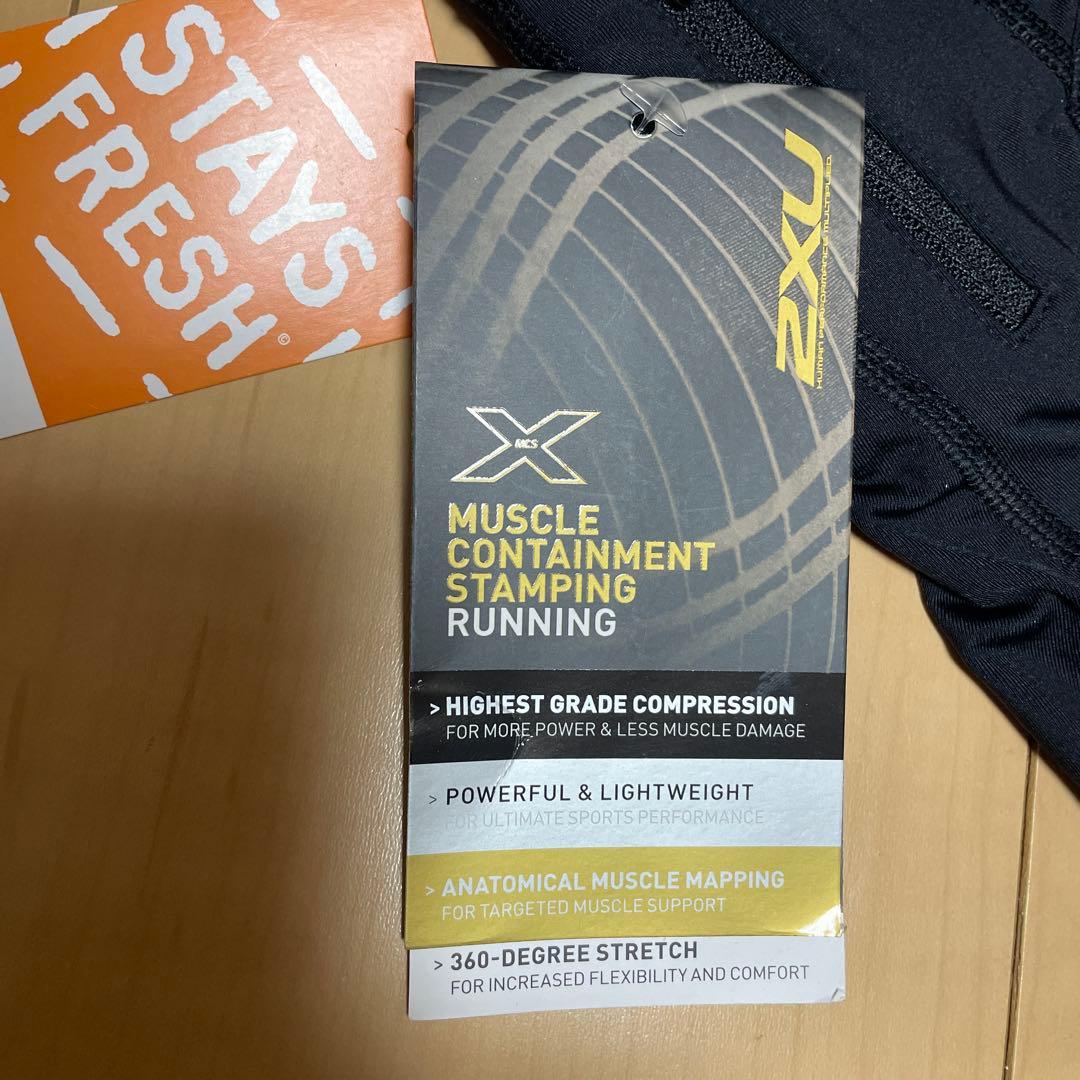 STAYS
FRESH
©
2XU
HUMAN PERFORMANCE MULTIPLIED
MCS
MUSCLE
CONTAINMENT
STAMPING
RUNNING
> HIGHEST GRADE COMPRESSION
FOR MORE POWER & LESS MUSCLE DAMAGE
> POWERFUL & LIGHTWEIGHT
FOR ULTIMATE SPORTS PERFORMANCE
> ANATOMICAL MUSCLE MAPPING
FOR TARGETED MUSCLE SUPPORT
> 360-DEGREE STRETCH
FOR INCREASED FLEXIBILITY AND COMFORT